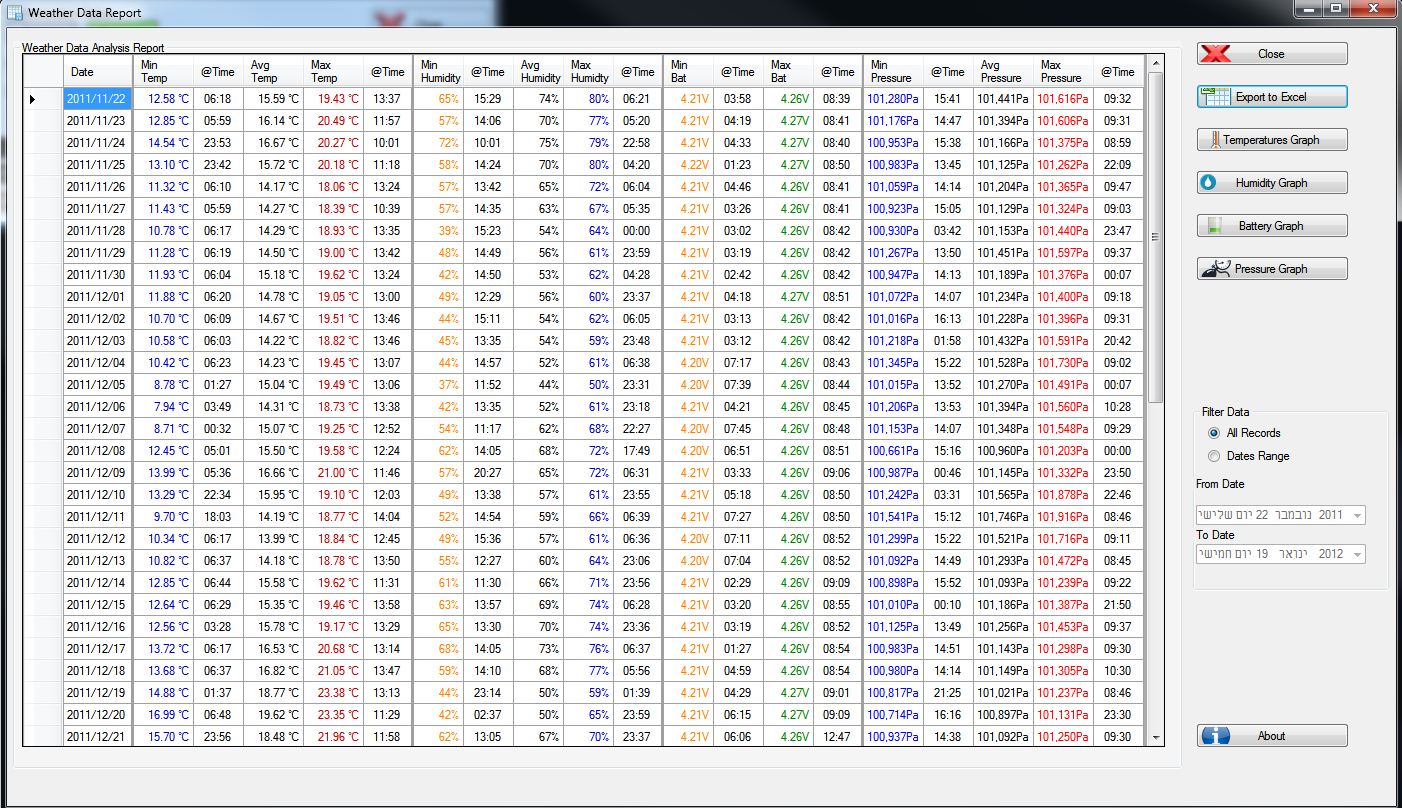 Weather Data Report
Weather Data Analysis Report
Date Min Temp @Time Avg Temp Max Temp @Time Min Humidity @Time Avg Humidity Max Humidity @Time Min Bat @Time Max Bat @Time Min Pressure @Time Avg Pressure Max Pressure @Time
2011/11/22 12.58 °C 06:18 15.59 °C 19.43 °C 13:37 65% 15:29 74% 80% 06:21 4.21V 03:58 4.26V 08:39 101,280Pa 15:41 101,441Pa 101,616Pa 09:32
2011/11/23 12.85 °C 05:59 16.14 °C 20.49 °C 11:57 57% 14:06 70% 77% 05:20 4.21V 04:19 4.27V 08:41 101,176Pa 14:47 101,394Pa 101,606Pa 09:31
2011/11/24 14.54 °C 23:53 16.67 °C 20.27 °C 10:01 72% 10:01 75% 79% 22:58 4.21V 04:33 4.27V 08:40 100,953Pa 15:38 101,166Pa 101,375Pa 08:59
2011/11/25 13.10 °C 23:42 15.72 °C 20.18 °C 11:18 58% 14:24 70% 80% 04:20 4.22V 01:23 4.27V 08:50 100,983Pa 13:45 101,125Pa 101,262Pa 22:09
2011/11/26 11.32 °C 06:10 14.17 °C 18.06 °C 13:24 57% 13:42 65% 72% 06:04 4.21V 04:46 4.26V 08:41 101,059Pa 14:14 101,204Pa 101,365Pa 09:47
2011/11/27 11.43 °C 05:59 14.27 °C 18.39 °C 10:39 57% 14:35 63% 67% 05:35 4.21V 03:26 4.26V 08:41 100,923Pa 15:05 101,129Pa 101,324Pa 09:03
2011/11/28 10.78 °C 06:17 14.29 °C 18.93 °C 13:35 39% 15:23 54% 64% 00:00 4.21V 03:02 4.26V 08:42 100,930Pa 03:42 101,153Pa 101,440Pa 23:47
2011/11/29 11.28 °C 06:19 14.50 °C 19.00 °C 13:42 48% 14:49 56% 61% 23:59 4.21V 03:19 4.26V 08:42 101,267Pa 13:50 101,451Pa 101,597Pa 09:37
2011/11/30 11.93 °C 06:04 15.18 °C 19.62 °C 13:24 42% 14:50 53% 62% 04:28 4.21V 02:42 4.26V 08:42 100,947Pa 14:13 101,189Pa 101,376Pa 00:07
2011/12/01 11.88 °C 06:20 14.78 °C 19.05 °C 13:00 49% 12:29 56% 60% 23:37 4.21V 04:18 4.27V 08:51 101,072Pa 14:07 101,234Pa 101,400Pa 09:18
2011/12/02 10.70 °C 06:09 14.67 °C 19.51 °C 13:46 44% 15:11 54% 62% 06:05 4.21V 03:13 4.26V 08:42 101,016Pa 16:13 101,228Pa 101,396Pa 09:31
2011/12/03 10.58 °C 06:03 14.22 °C 18.82 °C 13:46 45% 13:35 54% 59% 23:48 4.21V 03:12 4.26V 08:42 101,218Pa 01:58 101,432Pa 101,591Pa 20:42
2011/12/04 10.42 °C 06:23 14.23 °C 19.45 °C 13:07 44% 14:57 52% 61% 06:38 4.20V 07:17 4.26V 08:43 101,345Pa 15:22 101,528Pa 101,730Pa 09:02
2011/12/05 8.78 °C 01:27 15.04 °C 19.49 °C 13:06 37% 11:52 44% 50% 23:31 4.20V 07:39 4.26V 08:44 101,015Pa 13:52 101,270Pa 101,491Pa 00:07
2011/12/06 7.94 °C 03:49 14.31 °C 18.73 °C 13:38 42% 13:35 52% 61% 23:18 4.21V 04:21 4.26V 08:45 101,206Pa 13:53 101,394Pa 101,560Pa 10:28
2011/12/07 8.71 °C 00:32 15.07 °C 19.25 °C 12:52 54% 11:17 62% 68% 22:27 4.20V 07:45 4.26V 08:48 101,153Pa 14:07 101,348Pa 101,548Pa 09:29
2011/12/08 12.45 °C 05:01 15.50 °C 19.58 °C 12:24 62% 14:05 68% 72% 17:49 4.20V 06:51 4.26V 08:51 100,661Pa 15:16 100,960Pa 101,203Pa 00:00
2011/12/09 13.99 °C 05:36 16.66 °C 21.00 °C 11:46 57% 20:27 65% 72% 06:31 4.21V 03:33 4.26V 09:06 100,987Pa 00:46 101,145Pa 101,332Pa 23:50
2011/12/10 13.29 °C 22:34 15.95 °C 19.10 °C 12:03 49% 13:38 57% 61% 23:55 4.21V 05:18 4.26V 08:50 101,242Pa 03:31 101,565Pa 101,878Pa 22:46
2011/12/11 9.70 °C 18:03 14.19 °C 18.77 °C 14:04 52% 14:54 59% 66% 06:39 4.21V 07:27 4.26V 08:50 101,541Pa 15:12 101,746Pa 101,916Pa 08:46
2011/12/12 10.34 °C 06:17 13.99 °C 18.84 °C 12:45 49% 15:36 57% 61% 06:36 4.20V 07:11 4.26V 08:52 101,299Pa 15:22 101,521Pa 101,716Pa 09:11
2011/12/13 10.82 °C 06:37 14.18 °C 18.78 °C 13:50 55% 12:27 60% 64% 23:06 4.20V 07:04 4.26V 08:52 101,092Pa 14:49 101,293Pa 101,472Pa 08:45
2011/12/14 12.85 °C 06:44 15.58 °C 19.62 °C 11:31 61% 11:30 66% 71% 23:56 4.21V 02:29 4.26V 09:09 100,898Pa 15:52 101,093Pa 101,239Pa 09:22
2011/12/15 12.64 °C 06:29 15.35 °C 19.46 °C 13:58 63% 13:57 69% 74% 06:28 4.21V 03:20 4.26V 08:55 101,010Pa 00:10 101,186Pa 101,387Pa 21:50
2011/12/16 12.56 °C 03:28 15.78 °C 19.17 °C 13:29 65% 13:30 70% 74% 23:36 4.21V 03:19 4.26V 08:52 101,125Pa 13:49 101,256Pa 101,453Pa 09:37
2011/12/17 13.72 °C 06:17 16.53 °C 20.68 °C 13:14 68% 14:05 73% 76% 06:37 4.21V 01:27 4.26V 08:54 100,983Pa 14:51 101,143Pa 101,298Pa 09:30
2011/12/18 13.68 °C 06:37 16.82 °C 21.05 °C 13:47 59% 14:10 68% 77% 05:56 4.21V 04:59 4.26V 08:54 100,980Pa 14:14 101,149Pa 101,305Pa 10:30
2011/12/19 14.88 °C 01:37 18.77 °C 23.38 °C 13:13 44% 23:14 50% 59% 01:39 4.21V 04:29 4.27V 09:01 100,817Pa 21:25 101,021Pa 101,237Pa 08:46
2011/12/20 16.99 °C 06:48 19.62 °C 23.35 °C 11:29 42% 02:37 50% 65% 23:59 4.21V 06:15 4.27V 09:09 100,714Pa 16:16 100,897Pa 101,131Pa 23:30
2011/12/21 15.70 °C 23:56 18.48 °C 21.96 °C 11:58 62% 13:05 67% 70% 23:37 4.21V 06:06 4.26V 12:47 100,937Pa 14:38 101,092Pa 101,250Pa 09:30
Close
Export to Excel
Temperatures Graph
Humidity Graph
Battery Graph
Pressure Graph
Filter Data
All Records
Dates Range
From Date
יום שלישי 22 נובמבר 2011
To Date
יום חמישי 19 ינואר 2012
About